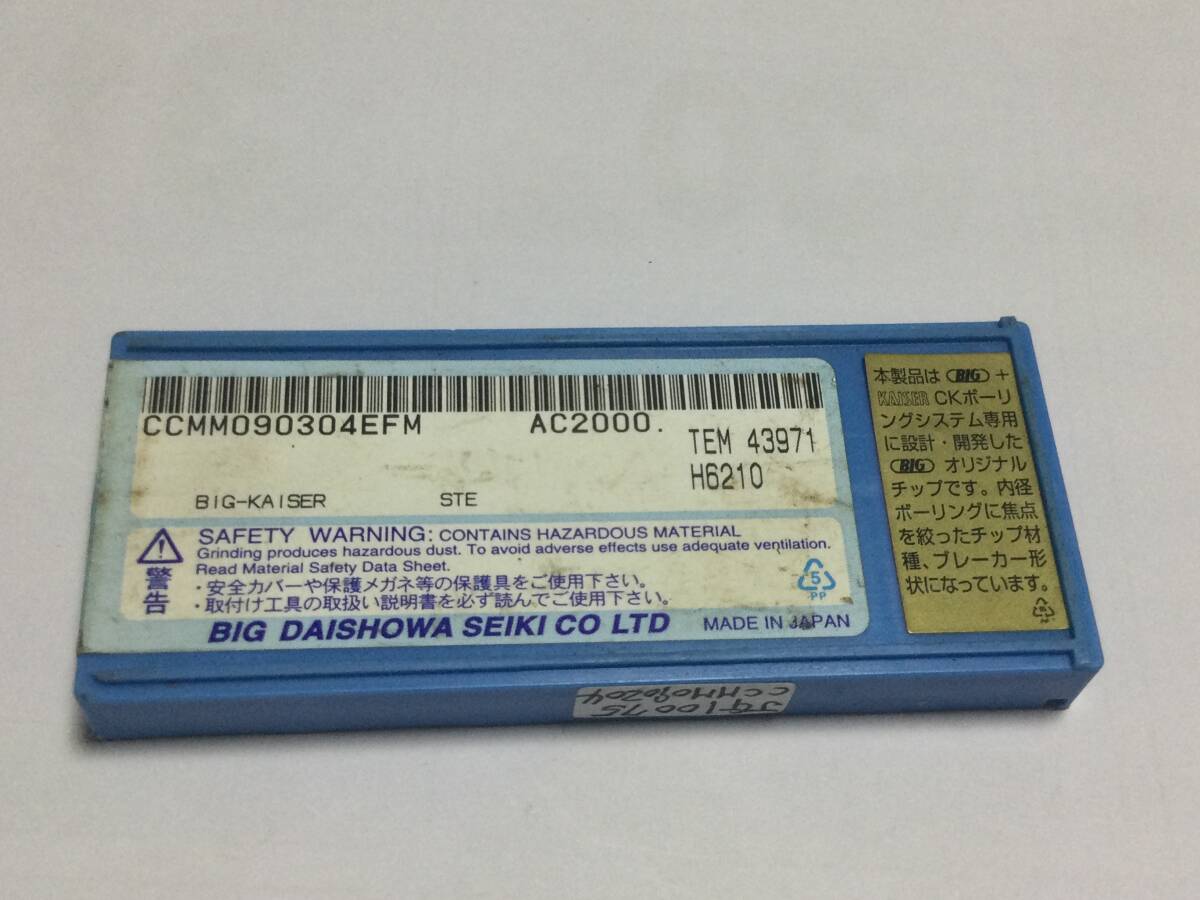 CCMM090304EFM AC2000.
TEM 43971
H6210
BIG-KAISER STE
SAFETY WARNING: CONTAINS HAZARDOUS MATERIAL
Grinding produces hazardous dust. To avoid adverse effects use adequate ventilation.
Read Material Safety Data Sheet.
警告
・安全カバーや保護メガネ等の保護具をご使用下さい。
・取付け工具の取扱い説明書を必ず読んでご使用下さい。
5
PP
BIG DAISHOWA SEIKI CO LTD MADE IN JAPAN
本製品は BIG +
KAISER CKボーリ
ングシステム専用
に設計・開発した
BIG オリジナル
チップです。内径
ボーリングに焦点
を絞ったチップ材
種、ブレーカー形
状になっています。
CCMM090204